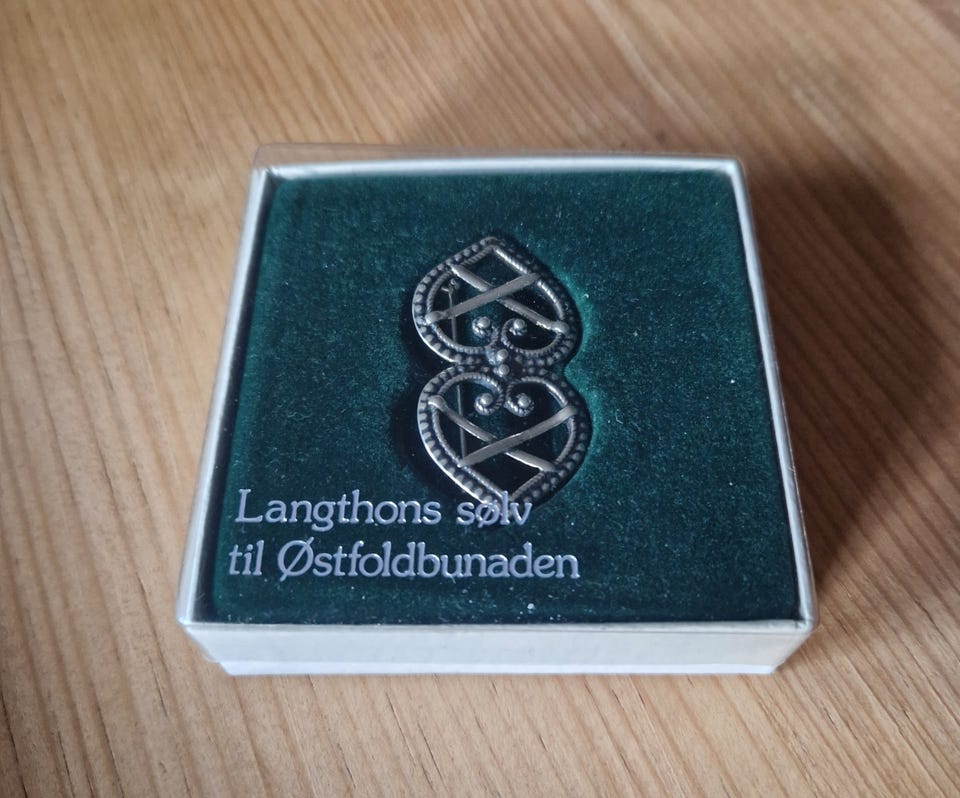 Langthons sølv
til Østfoldbunaden